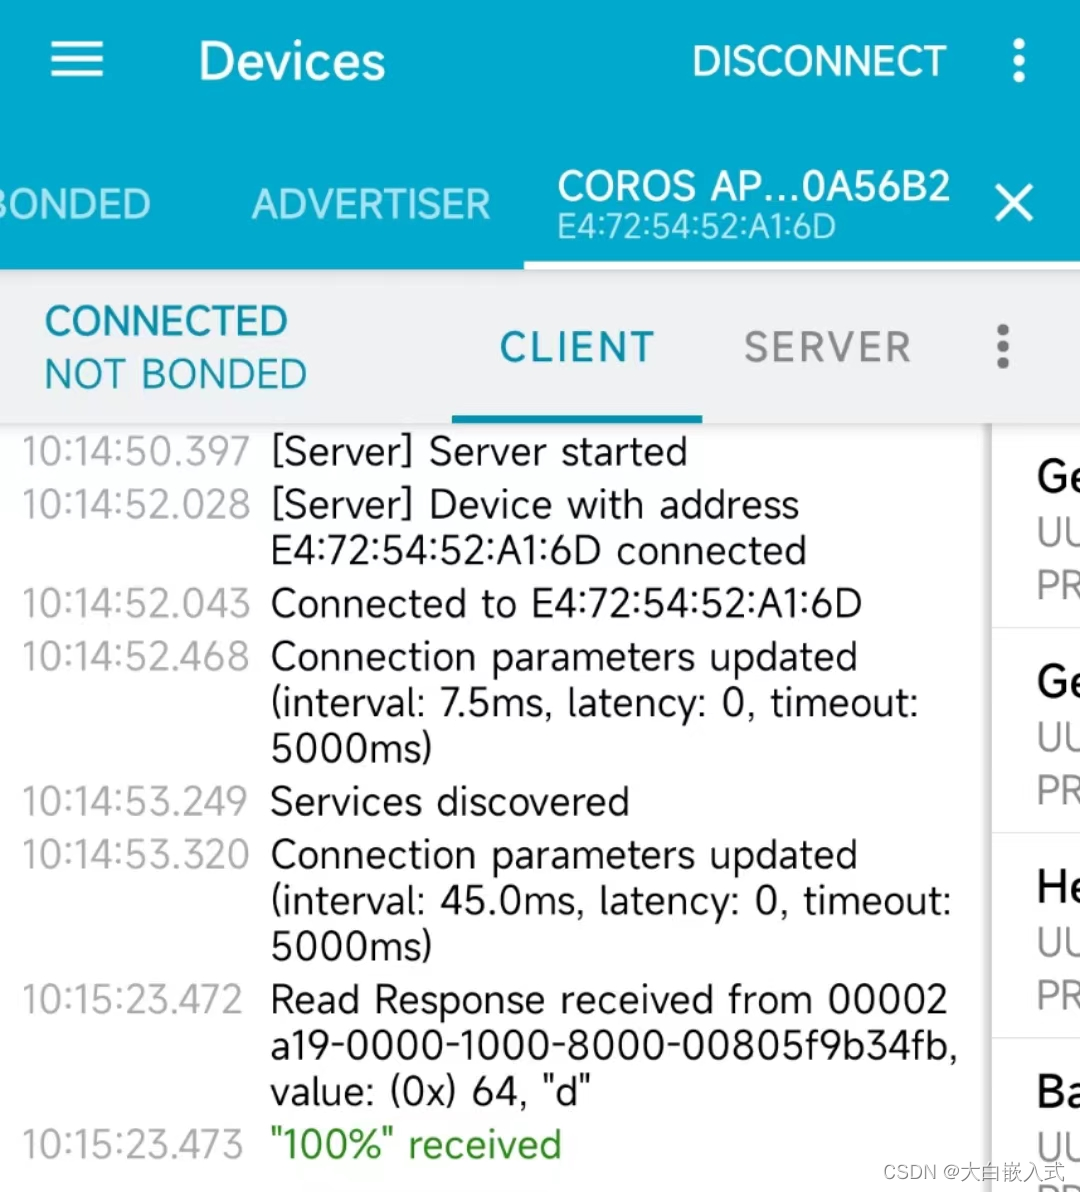 Devices DISCONNECT
BONDED ADVERTISER COROS AP...0A56B2
E4:72:54:52:A1:6D
CONNECTED
NOT BONDED
CLIENT SERVER
10:14:50.397 [Server] Server started
10:14:52.028 [Server] Device with address
E4:72:54:52:A1:6D connected
10:14:52.043 Connected to E4:72:54:52:A1:6D
10:14:52.468 Connection parameters updated
(interval: 7.5ms, latency: 0, timeout:
5000ms)
10:14:53.249 Services discovered
10:14:53.320 Connection parameters updated
(interval: 45.0ms, latency: 0, timeout:
5000ms)
10:15:23.472 Read Response received from 00002
a19-0000-1000-8000-00805f9b34fb,
value: (0x) 64, "d"
10:15:23.473 "100%" received
Ge
UU
PR
Ge
UU
PR
He
UU
PR
Ba
UU
CSDN @大白嵌入式